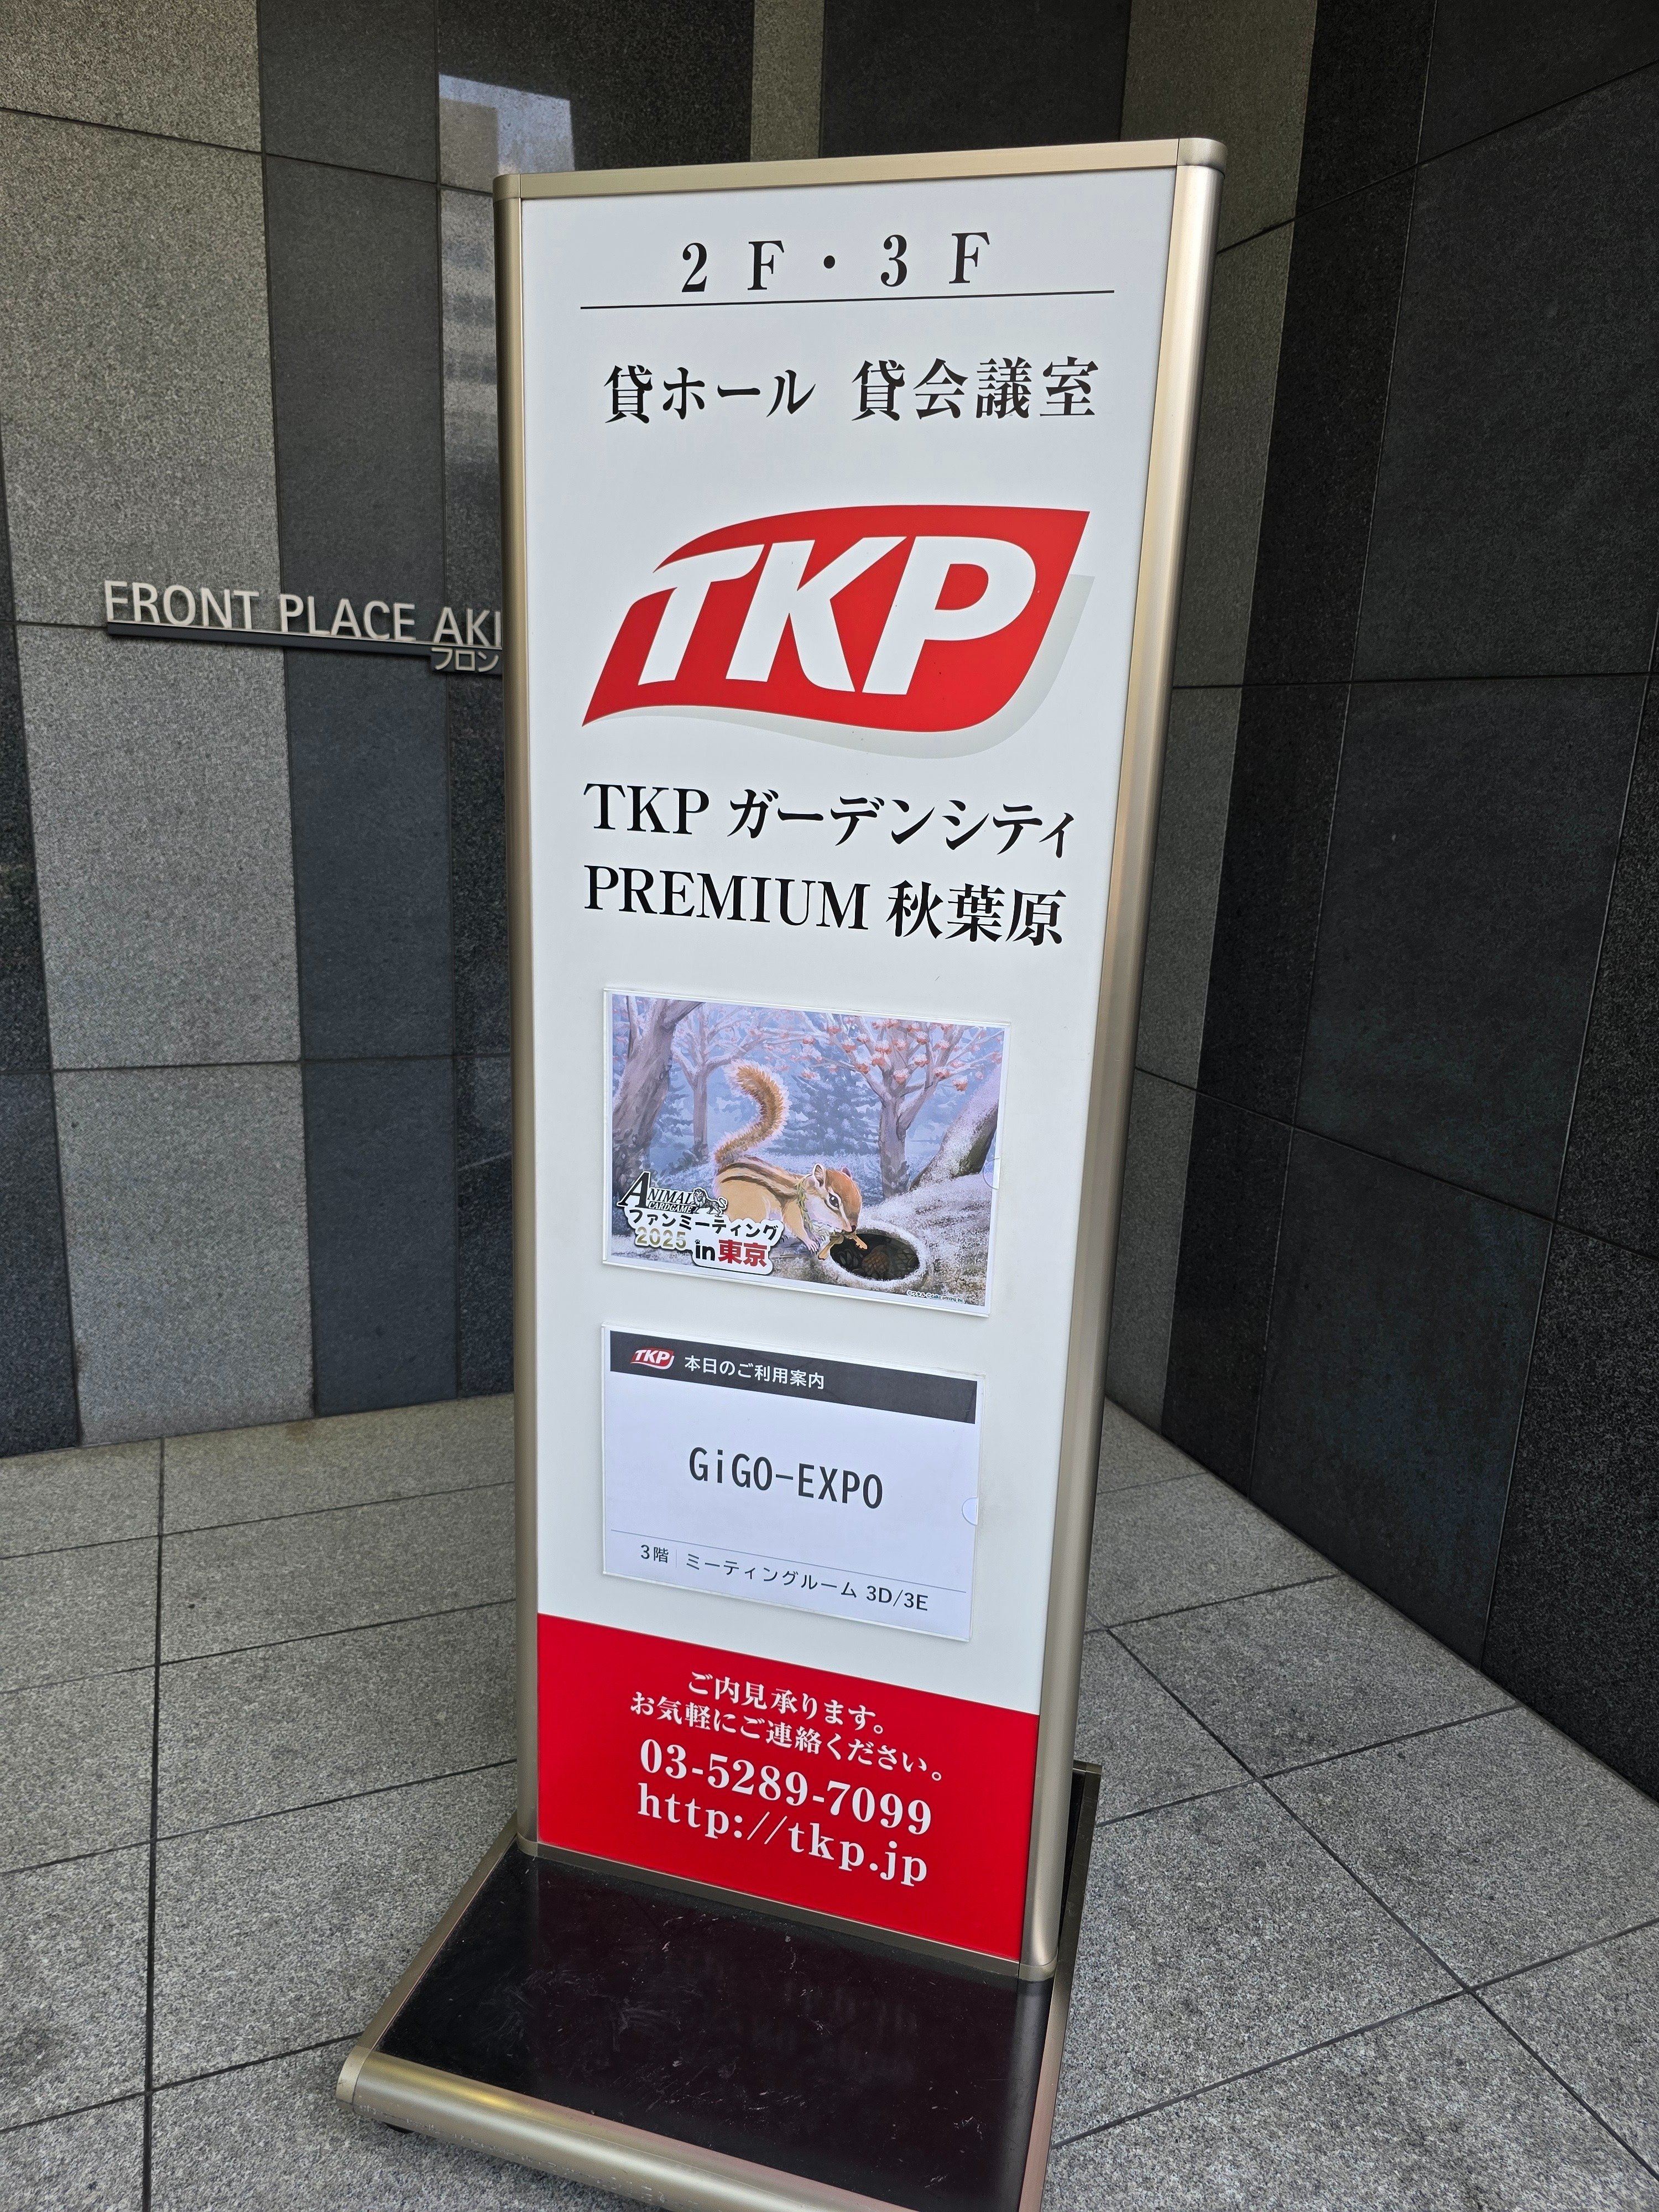 2F・3F
貸ホール 貸会議室
TKP
FRONT PLACE AKI
フロン
TKP ガーデンシティ
PREMIUM 秋葉原
ANIMAL
CARDGAME
ファンミーティング
2025 in 東京
TKP 本日のご利用案内
GiGO-EXPO
3階 ミーティングルーム 3D/3E
ご内見承ります。
お気軽にご連絡ください。
03-5289-7099
http://tkp.jp